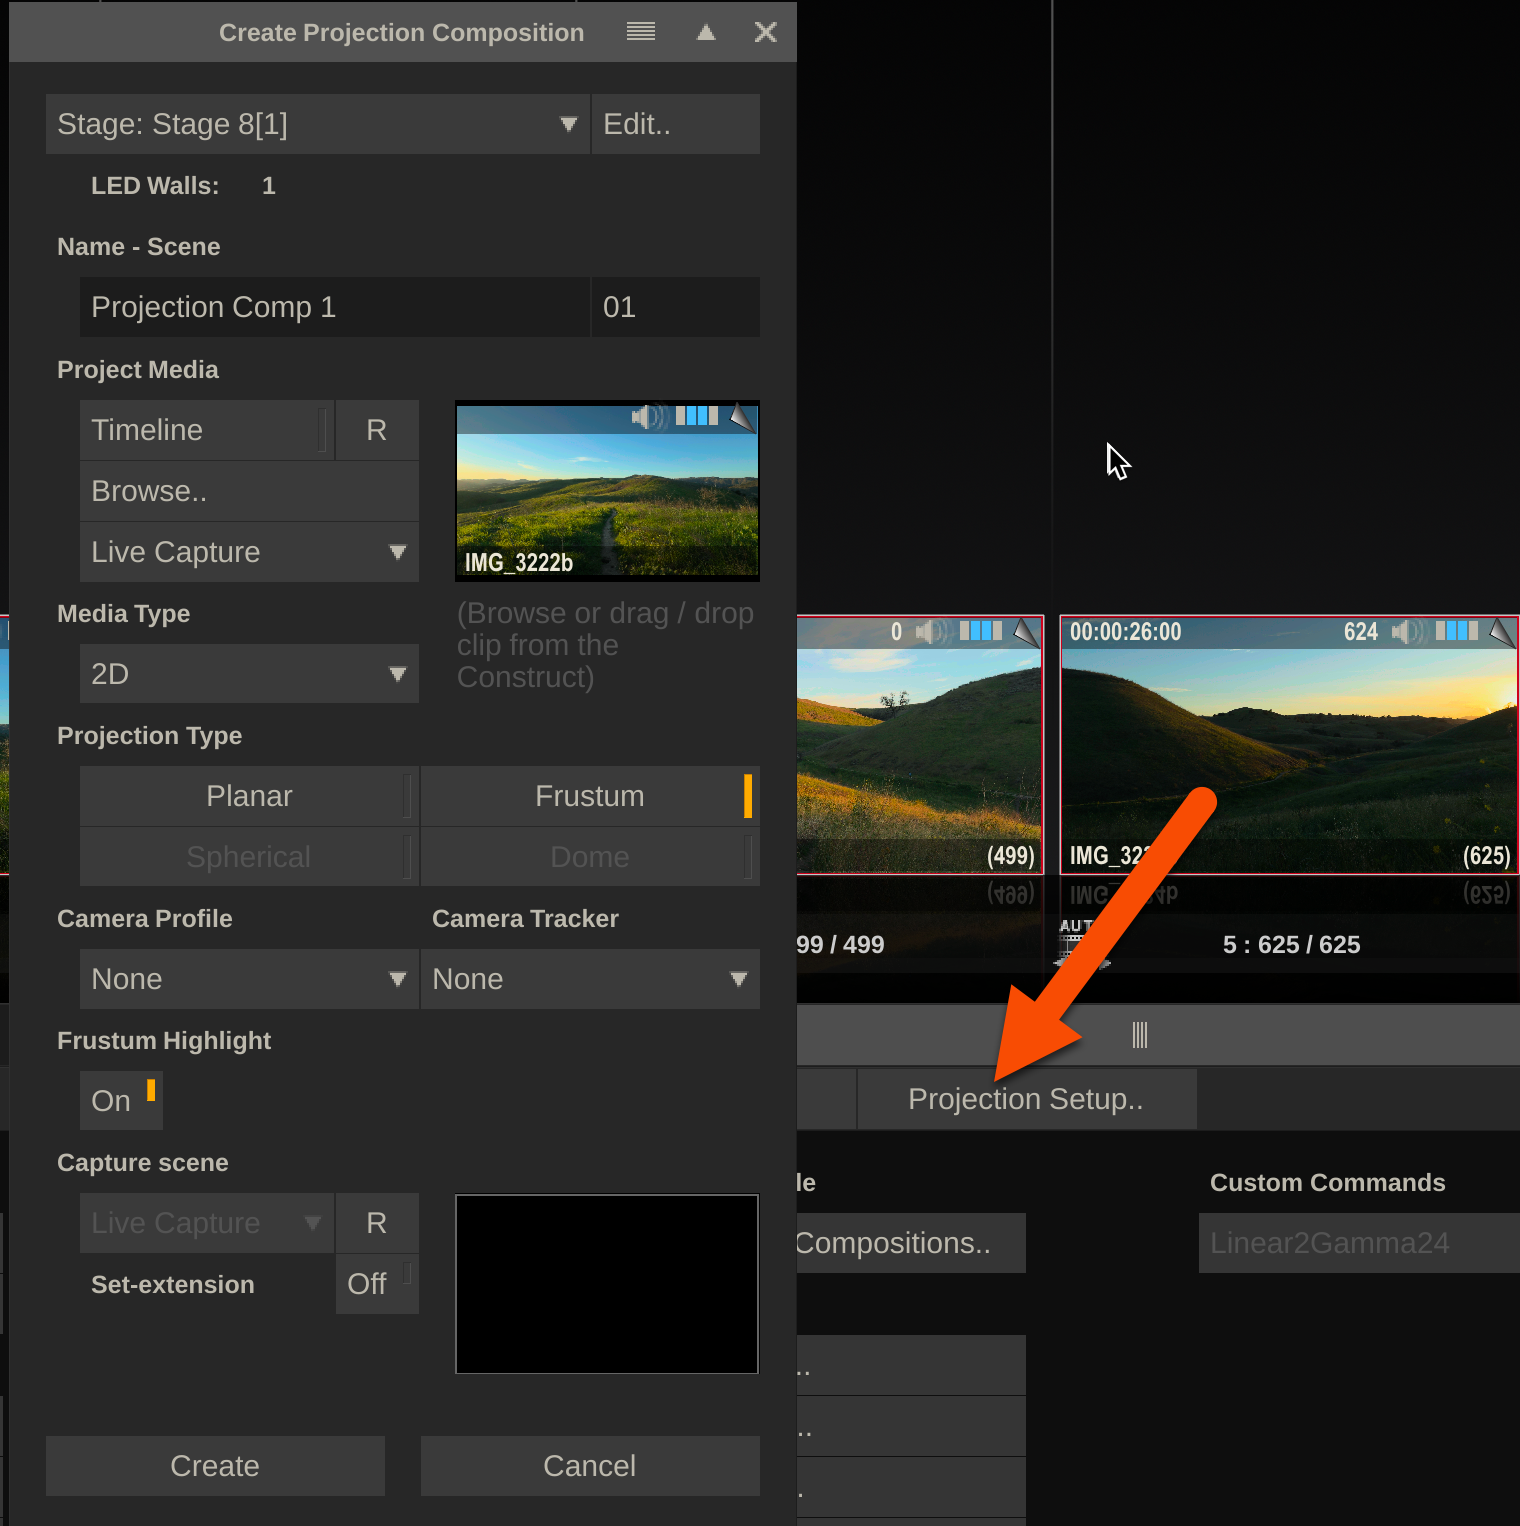 Create Projection Composition
Stage: Stage 8[1]
Edit..
LED Walls: 1
Name - Scene
Projection Comp 1
01
Project Media
Timeline
R
Browse..
Live Capture
IMG_3222b
Media Type
(Browse or drag / drop
clip from the
Construct)
2D
Projection Type
Planar
Frustum
Spherical
Dome
Camera Profile
Camera Tracker
None
None
Frustum Highlight
On
Capture scene
Live Capture
R
Set-extension
Off
Create
Cancel
0
00:00:26:00
624
(499)
(625)
99 / 499
5 : 625 / 625
Projection Setup..
le
Custom Commands
Compositions..
Linear2Gamma24
..
..
.